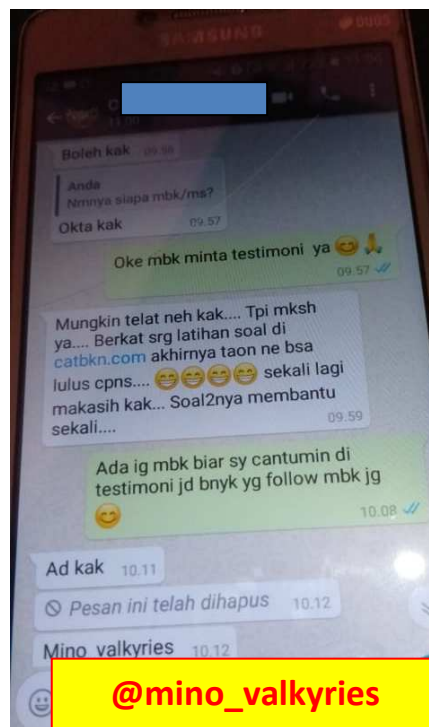 SAMSUNG
DUOS
11.00
Boleh kak 09.56
Anda
Nmnya siapa mbk/ms?
Okta kak 09.57
Oke mbk minta testimoni ya 😊🙏
09.57
Mungkin telat neh kak.... Tpi mksh
ya.... Berkat srg latihan soal di
catbkn.com akhirnya taon ne bsa
lulus cpns.... 😁😁😁😁 sekali lagi
makasih kak... Soal2nya membantu
sekali....
09.59
Ada ig mbk biar sy cantumin di
testimoni jd bnyk yg follow mbk jg
😊
10.08
Ad kak 10.11
Pesan ini telah dihapus 10.12
Mino_valkyries 10.12
@mino_valkyries